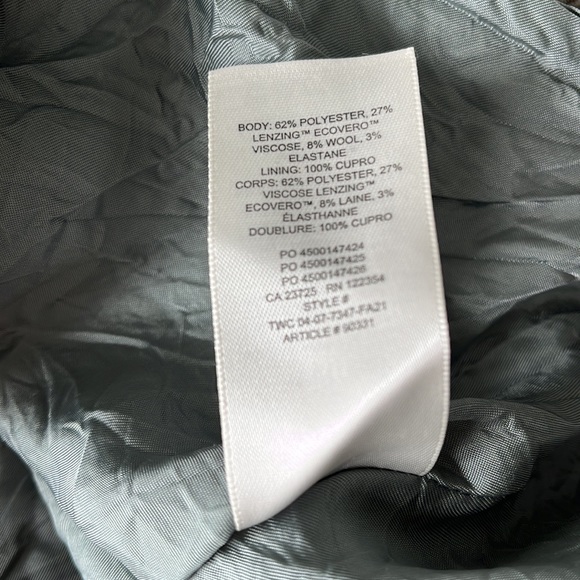 BODY: 62% POLYESTER, 27%
LENZING™ ECOVERO™
VISCOSE, 8% WOOL, 3%
ELASTANE
LINING: 100% CUPRO
CORPS: 62% POLYESTER, 27%
VISCOSE LENZING™
ECOVERO™, 8% LAINE, 3%
ÉLASTHANNE
DOUBLURE: 100% CUPRO
PO 4500147424
PO 4500147425
PO 4500147426
CA 23725 RN 122354
STYLE #
TWC 04-07-7347-FA21
ARTICLE # 90331